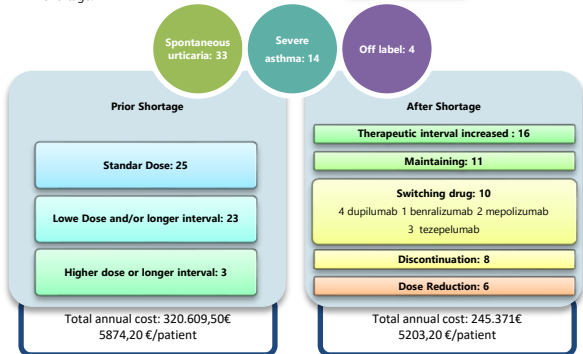 Spontaneous
urticaria: 33
Severe
asthma: 14
Off label: 4
Prior Shortage
Standar Dose: 25
Lowe Dose and/or longer interval: 23
Higher dose or longer interval: 3
Total annual cost: 320.609,50€
5874,20 €/patient
After Shortage
Therapeutic interval increased : 16
Maintaining: 11
Switching drug: 10
4 dupilumab 1 benralizumab 2 mepolizumab
3 tezepelumab
Discontinuation: 8
Dose Reduction: 6
Total annual cost: 245.371€
5203,20 €/patient